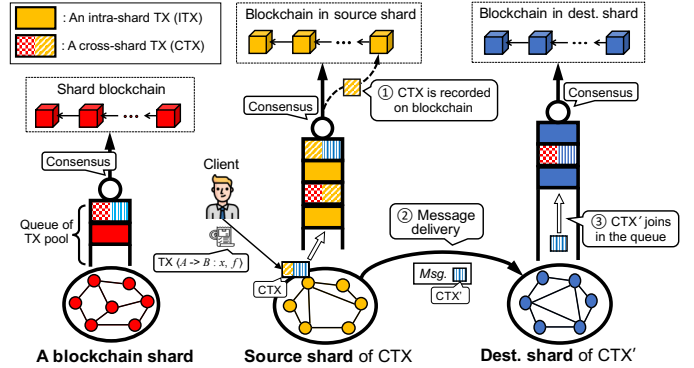 : An intra-shard TX (ITX)
: A cross-shard TX (CTX)
Shard blockchain
Consensus
Queue of
TX pool
A blockchain shard
Blockchain in source shard
Consensus
① CTX is recorded
on blockchain
Client
TX (A -> B : x, f)
CTX
Source shard of CTX
② Message
delivery
Msg.
CTX'
Blockchain in dest. shard
Consensus
③ CTX′ joins
in the queue
Dest. shard of CTX′